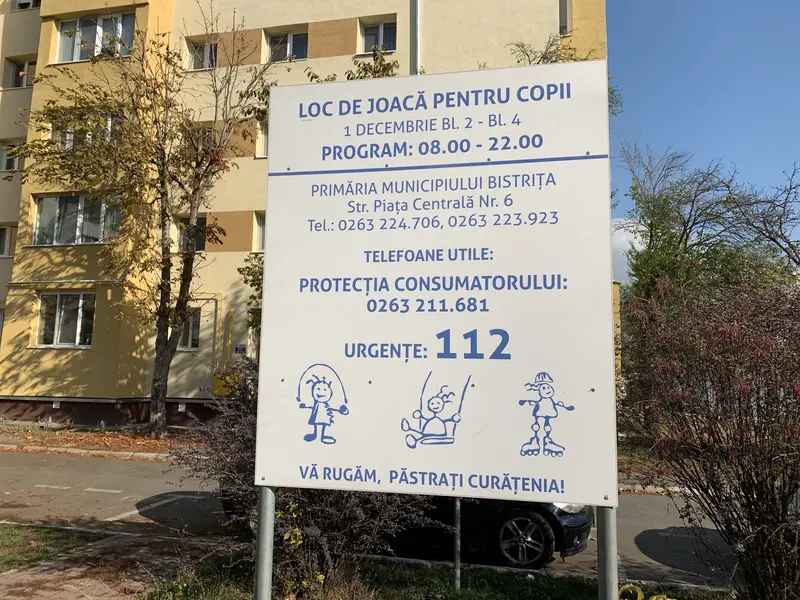 LOC DE JOACĂ PENTRU COPII
1 DECEMBRIE BL. 2 - BL. 4
PROGRAM: 08.00 - 22.00
PRIMĂRIA MUNICIPIULUI BISTRIȚA
Str. Piața Centrală Nr. 6
Tel.: 0263 224.706, 0263 223.923
TELEFOANE UTILE:
PROTECȚIA CONSUMATORULUI:
0263 211.681
URGENȚE: 112
VĂ RUGĂM, PĂSTRAȚI CURĂȚENIA!